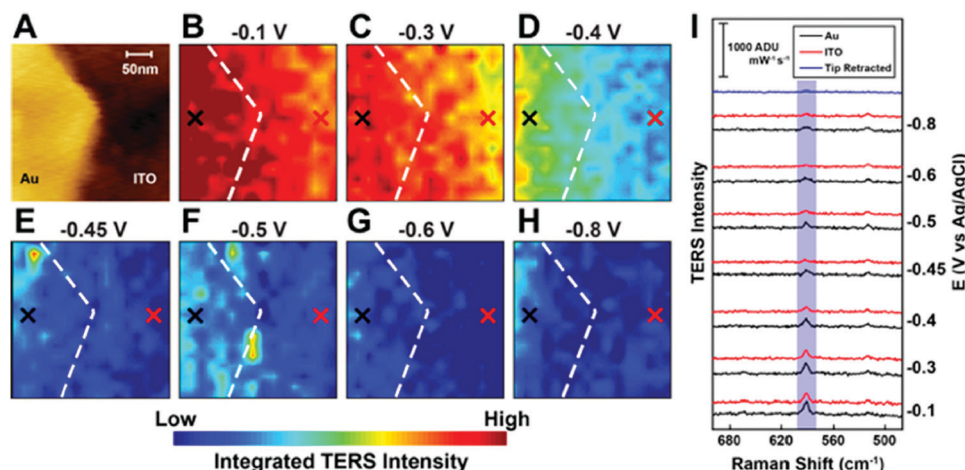 A
50nm
Au
ITO
B
-0.1 V
C
-0.3 V
D
-0.4 V
E
-0.45 V
F
-0.5 V
G
-0.6 V
H
-0.8 V
Low
High
Integrated TERS Intensity
I
1000 ADU
mW⁻¹ s⁻¹
Au
ITO
Tip Retracted
TERS Intensity
-0.8
-0.6
-0.5
-0.45
-0.4
-0.3
-0.1
E (V vs Ag/AgCl)
680 620 560 500
Raman Shift (cm⁻¹)